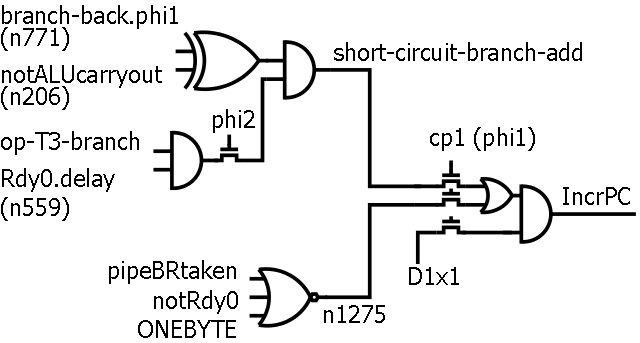 branch-back.phi1
(n771)
notALUcarryout
(n206)
short-circuit-branch-add
phi2
op-T3-branch
Rdy0.delay
(n559)
cp1 (phi1)
IncrPC
D1x1
pipeBRtaken
notRdy0
ONEBYTE
n1275